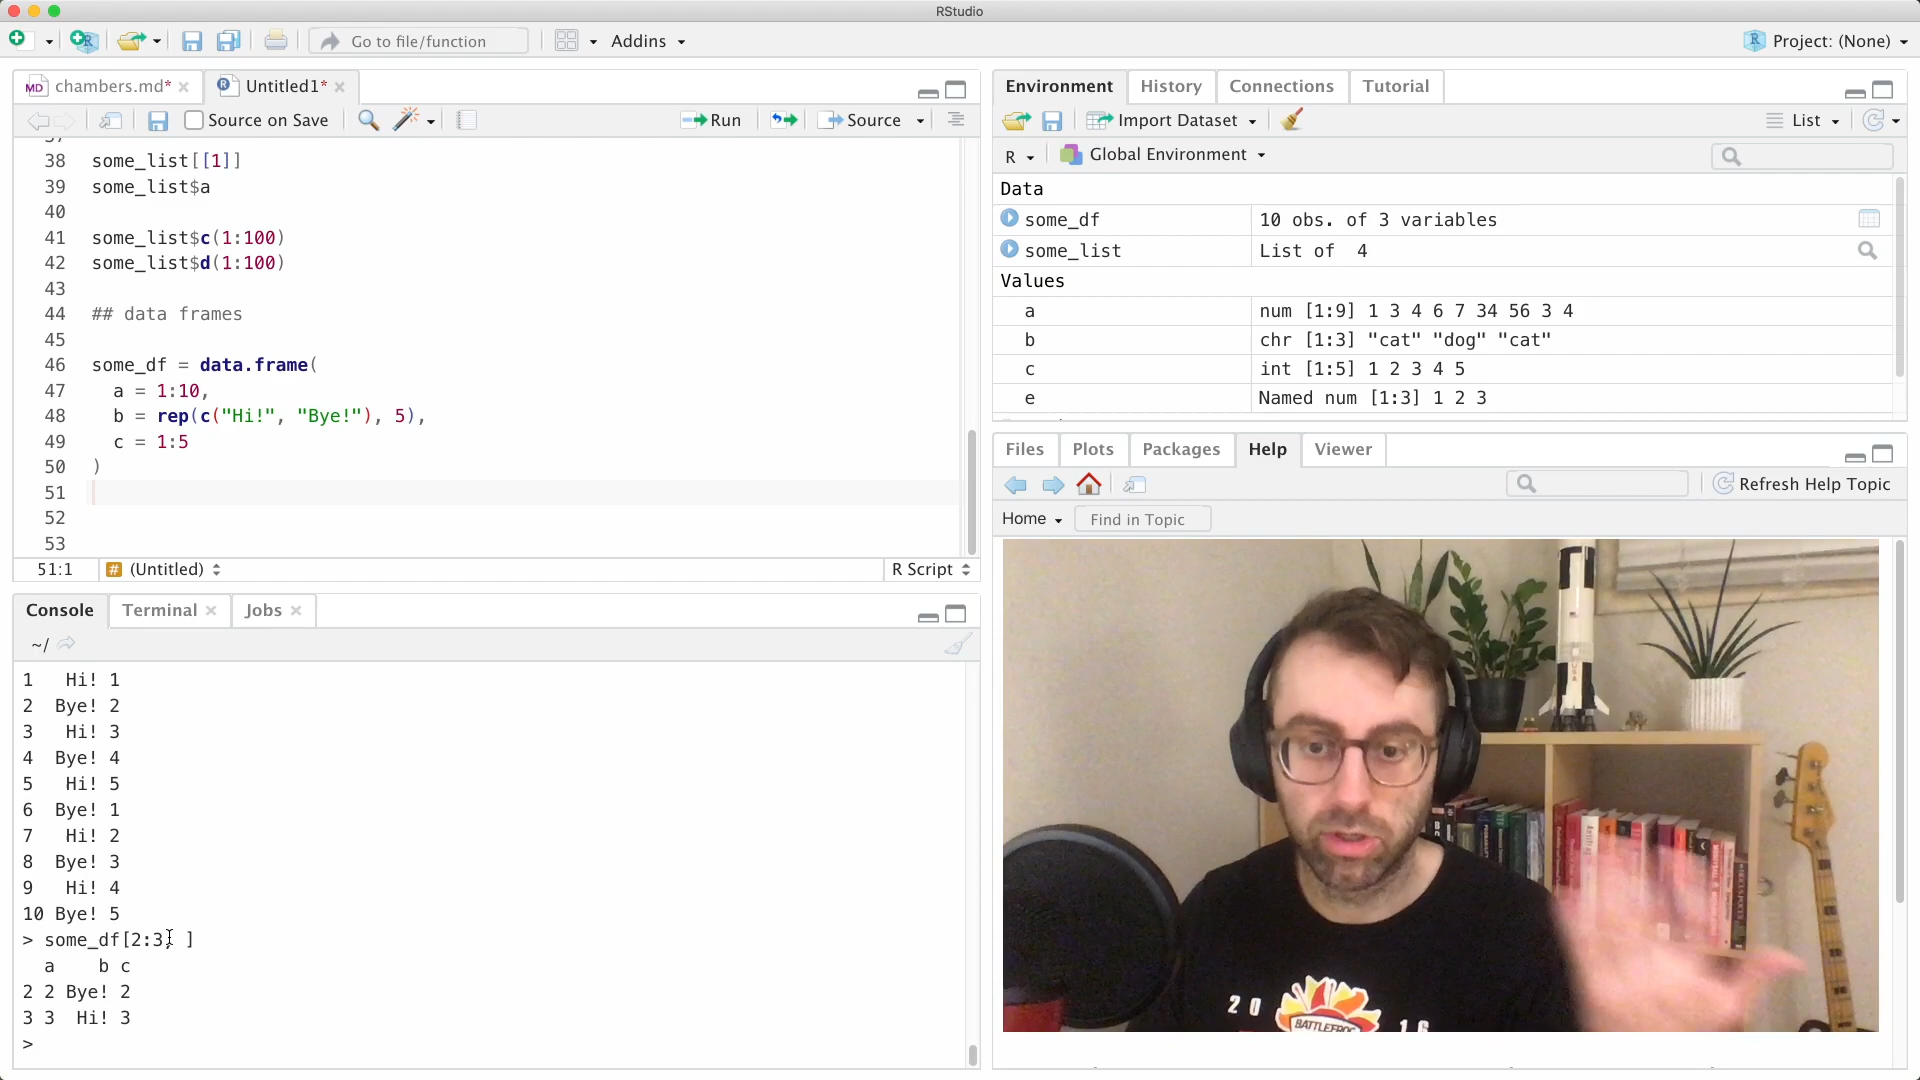 RStudio
Go to file/function
Addins
Project: (None)
MD chambers.md*
Untitled1*
Source on Save
Run
Source
38 some_list[[1]]
39 some_list$a
40
41 some_list$c(1:100)
42 some_list$d(1:100)
43
44 ## data frames
45
46 some_df = data.frame(
47 a = 1:10,
48 b = rep(c("Hi!", "Bye!"), 5),
49 c = 1:5
50 )
51
52
53
51:1
# (Untitled)
R Script
Console
Terminal
Jobs
~/
1 Hi! 1
2 Bye! 2
3 Hi! 3
4 Bye! 4
5 Hi! 5
6 Bye! 1
7 Hi! 2
8 Bye! 3
9 Hi! 4
10 Bye! 5
> some_df[2:3, ]
a b c
2 2 Bye! 2
3 3 Hi! 3
>
Environment
History
Connections
Tutorial
Import Dataset
List
R
Global Environment
Data
some_df 10 obs. of 3 variables
some_list List of 4
Values
a num [1:9] 1 3 4 6 7 34 56 3 4
b chr [1:3] "cat" "dog" "cat"
c int [1:5] 1 2 3 4 5
e Named num [1:3] 1 2 3
Files
Plots
Packages
Help
Viewer
Refresh Help Topic
Home
Find in Topic
USA
20 16
BATTLEFROG